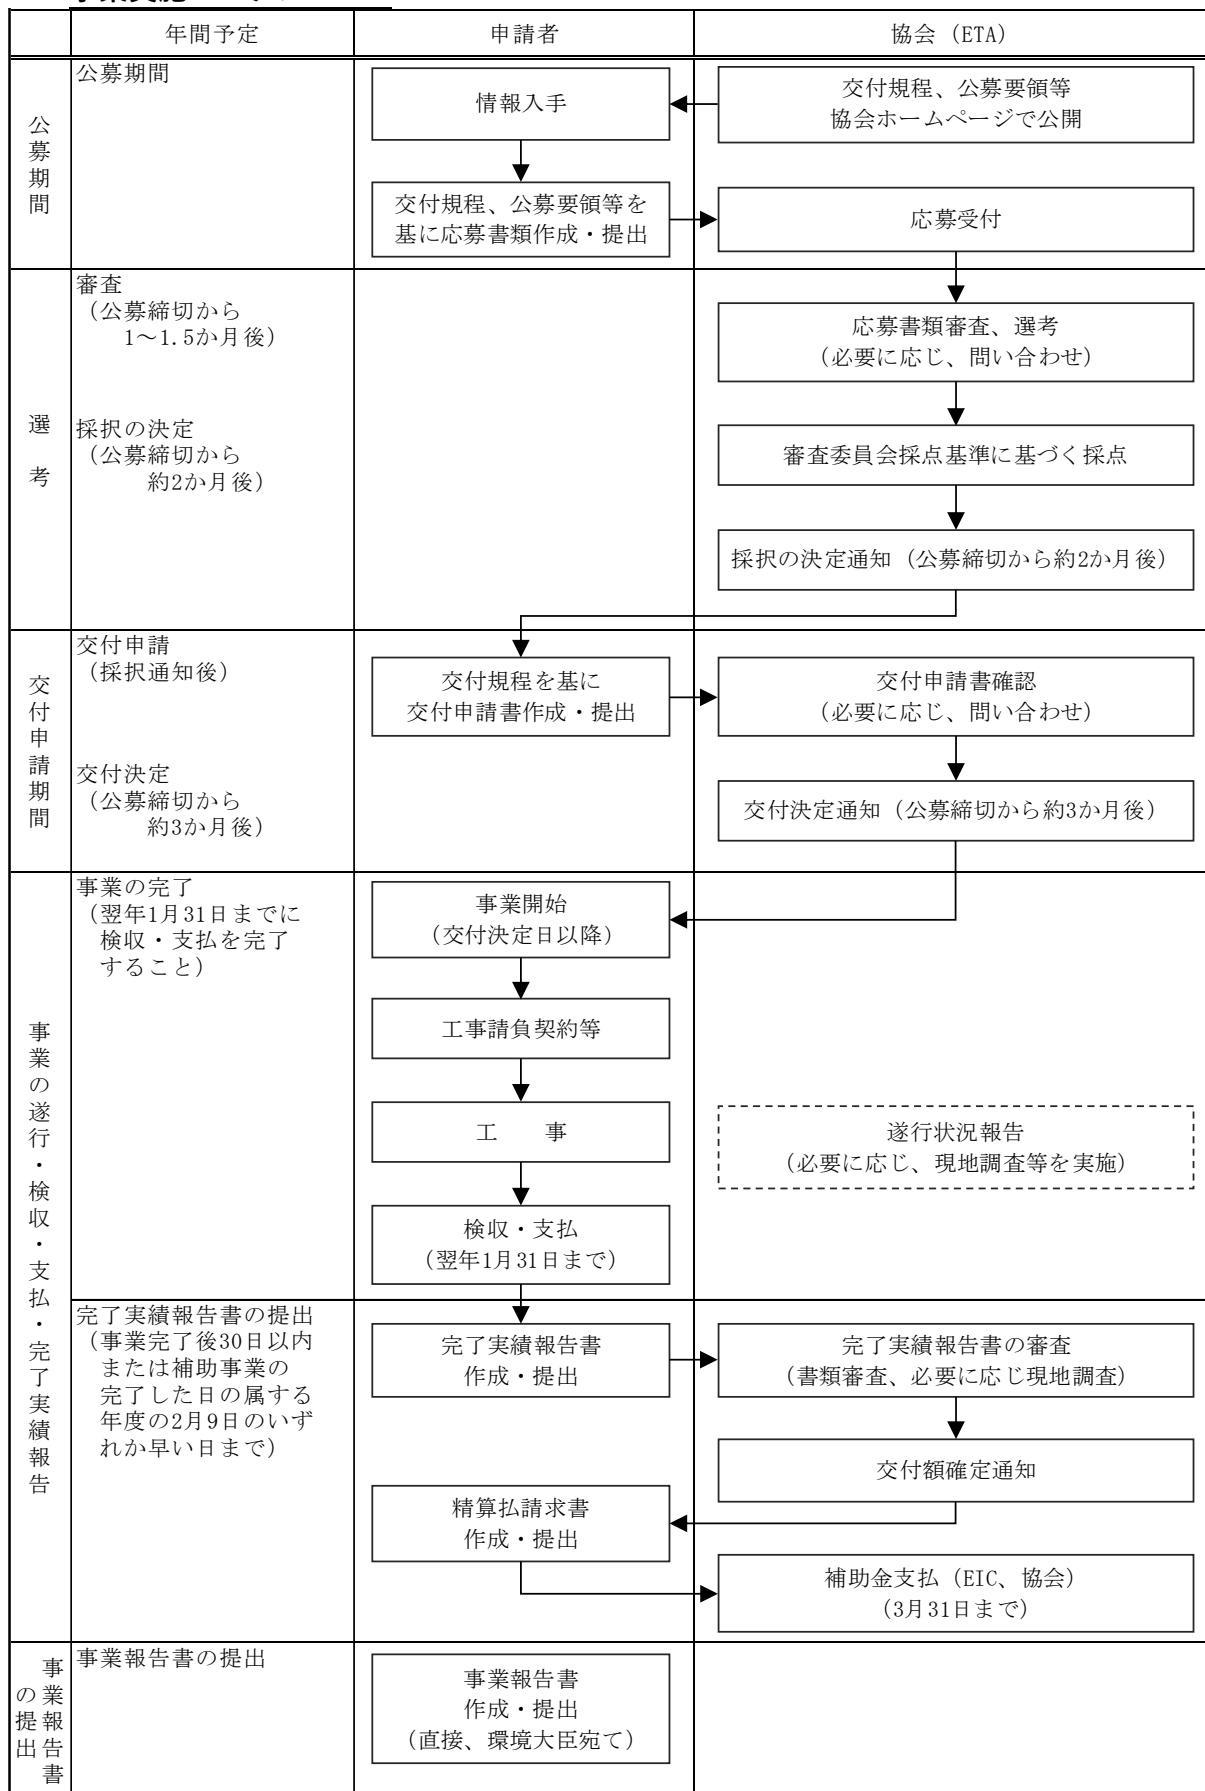 年間予定
申請者
協会（ETA）
公募期間
公募期間
情報入手
交付規程、公募要領等
協会ホームページで公開
交付規程、公募要領等を
基に応募書類作成・提出
応募受付
選考
審査
（公募締切から
1～1.5か月後）
応募書類審査、選考
（必要に応じ、問い合わせ）
採択の決定
（公募締切から
約2か月後）
審査委員会採点基準に基づく採点
採択の決定通知（公募締切から約2か月後）
交付申請期間
交付申請
（採択通知後）
交付規程を基に
交付申請書作成・提出
交付申請書確認
（必要に応じ、問い合わせ）
交付決定
（公募締切から
約3か月後）
交付決定通知（公募締切から約3か月後）
事業の遂行・検収・支払・完了実績報告
事業の完了
（翌年1月31日までに
検収・支払を完了
すること）
事業開始
（交付決定日以降）
工事請負契約等
工　事
遂行状況報告
（必要に応じ、現地調査等を実施）
検収・支払
（翌年1月31日まで）
完了実績報告書の提出
（事業完了後30日以内
または補助事業の
完了した日の属する
年度の2月9日のいず
れか早い日まで）
完了実績報告書
作成・提出
完了実績報告書の審査
（書類審査、必要に応じ現地調査）
交付額確定通知
精算払請求書
作成・提出
補助金支払（EIC、協会）
（3月31日まで）
事業報告書
の提出
事業報告書の提出
事業報告書
作成・提出
（直接、環境大臣宛て）